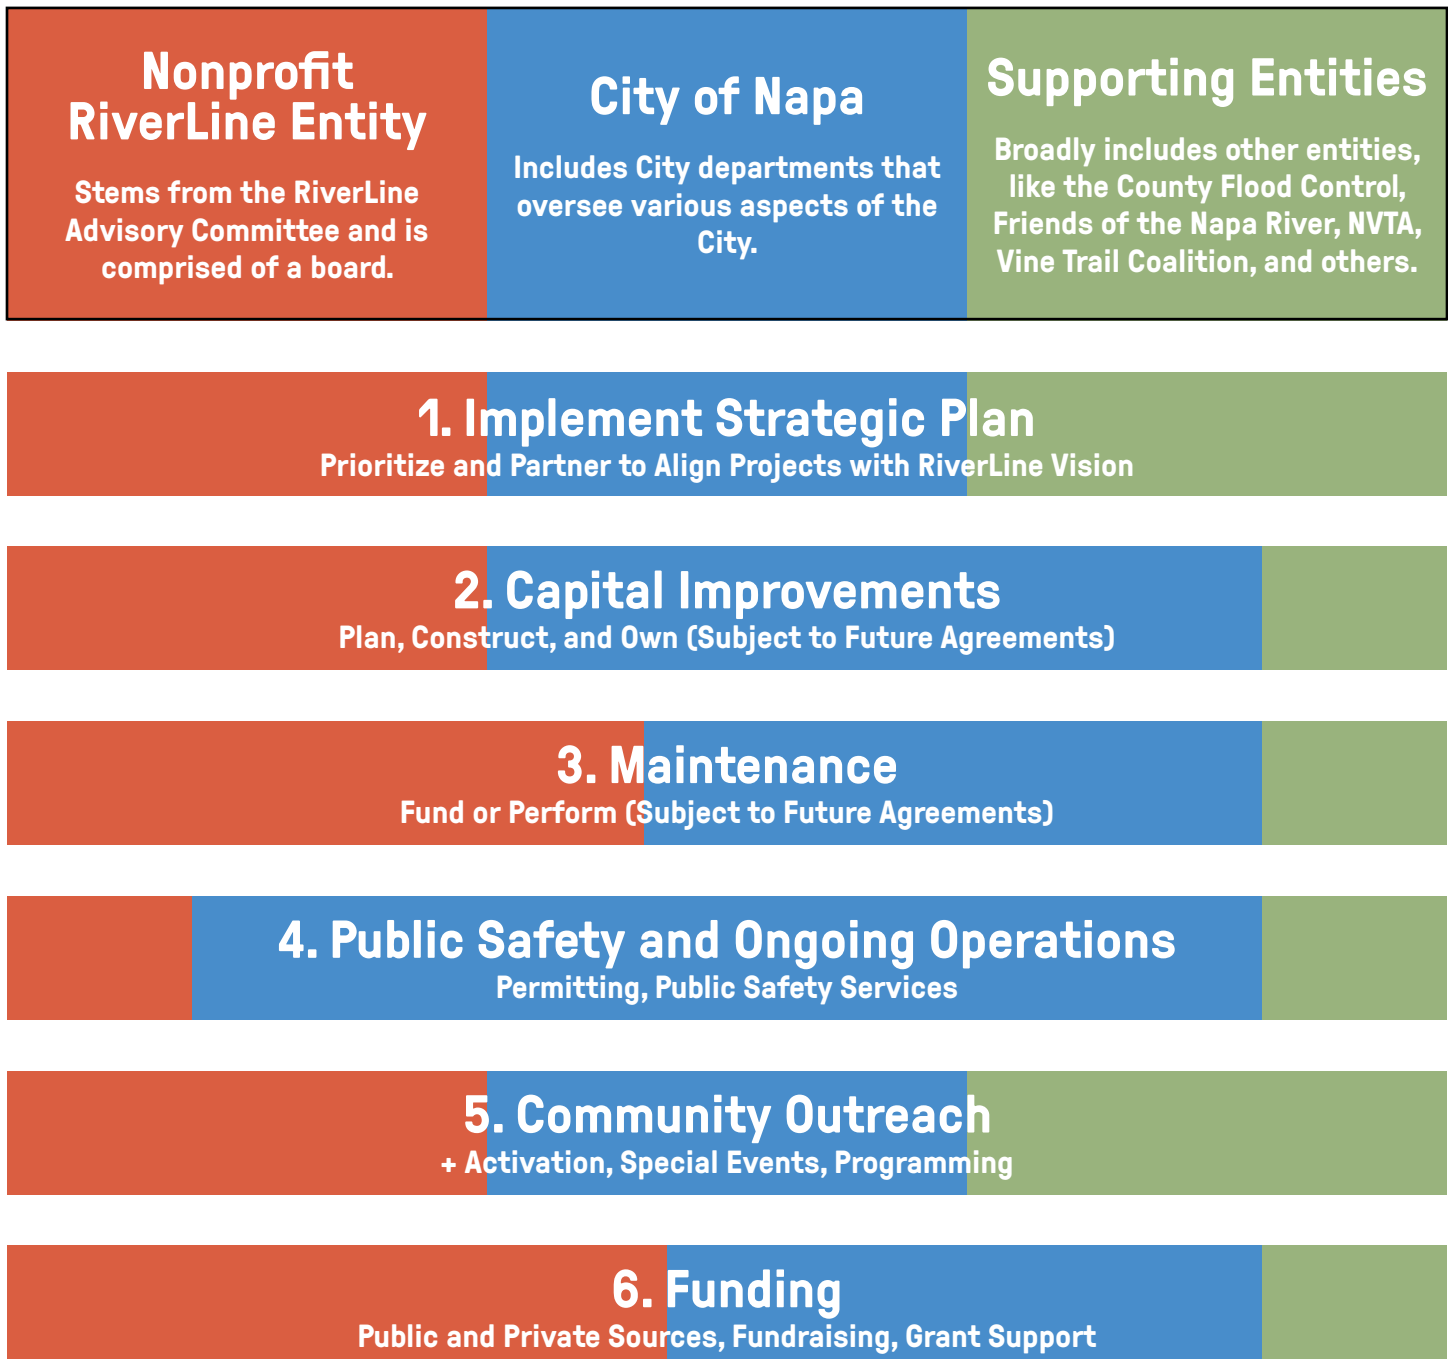 Nonprofit
RiverLine Entity
Stems from the RiverLine
Advisory Committee and is
comprised of a board.
City of Napa
Includes City departments that
oversee various aspects of the
City.
Supporting Entities
Broadly includes other entities,
like the County Flood Control,
Friends of the Napa River, NVTA,
Vine Trail Coalition, and others.
1. Implement Strategic Plan
Prioritize and Partner to Align Projects with RiverLine Vision
2. Capital Improvements
Plan, Construct, and Own (Subject to Future Agreements)
3. Maintenance
Fund or Perform (Subject to Future Agreements)
4. Public Safety and Ongoing Operations
Permitting, Public Safety Services
5. Community Outreach
+ Activation, Special Events, Programming
6. Funding
Public and Private Sources, Fundraising, Grant Support